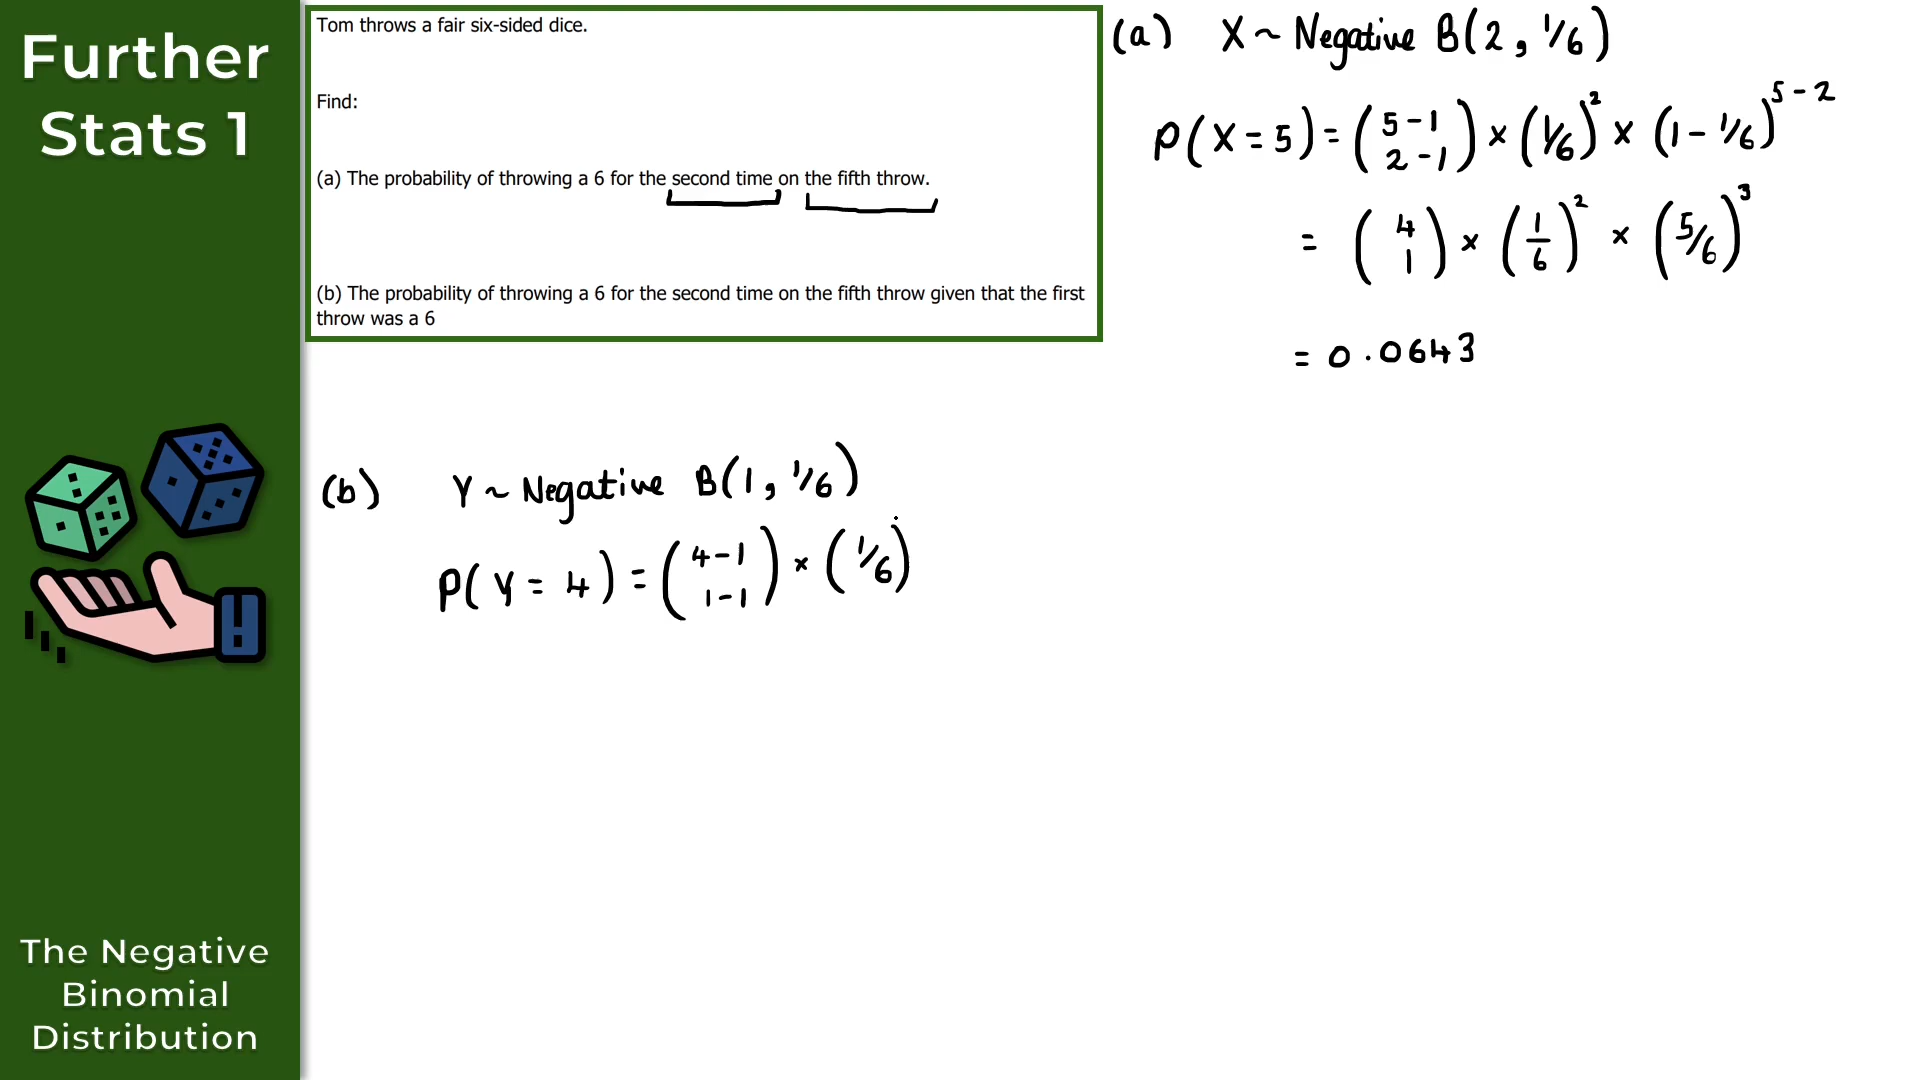 Further
Stats 1
Tom throws a fair six-sided dice.
Find:
(a) The probability of throwing a 6 for the second time on the fifth throw.
(b) The probability of throwing a 6 for the second time on the fifth throw given that the first
throw was a 6
(a) X ~ Negative B(2, 1/6)
P(X = 5) = (5-1 2-1) × (1/6)² × (1 - 1/6)⁵⁻²
= (4 1) × (1/6)² × (5/6)³
= 0.0643
(b) Y ~ Negative B(1, 1/6)
P(Y = 4) = (4-1 1-1) × (1/6)
The Negative
Binomial
Distribution